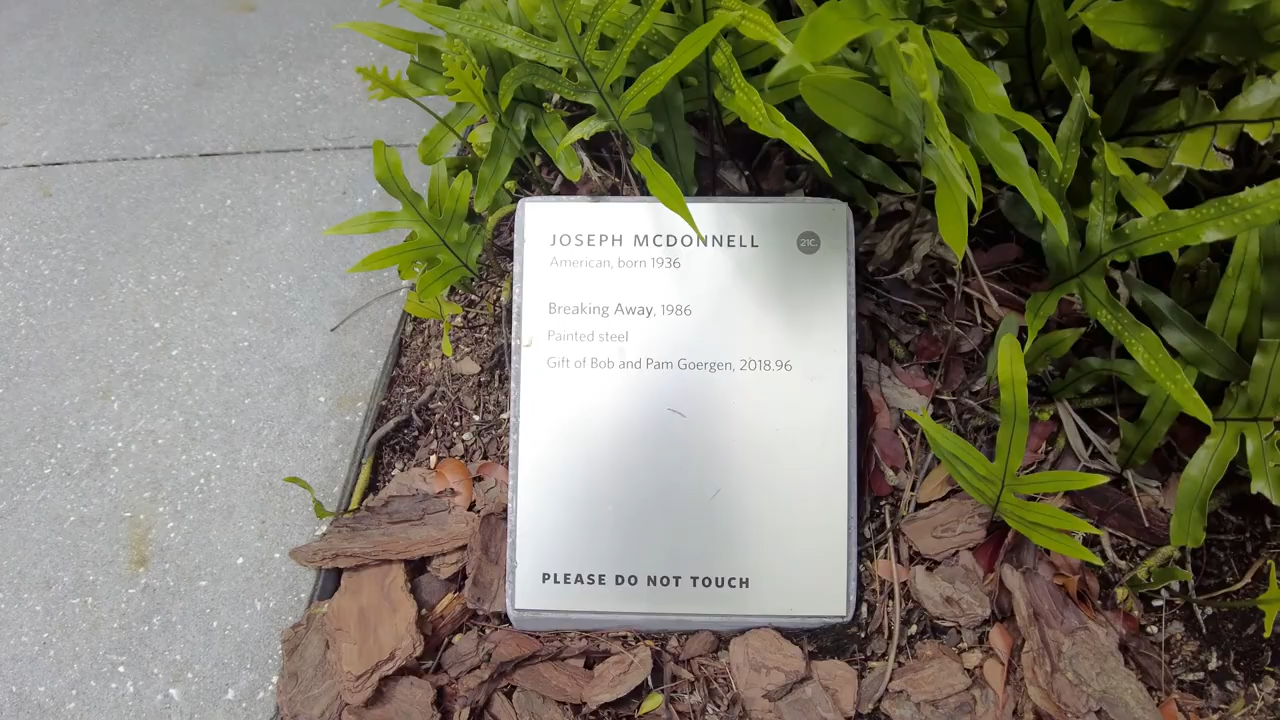 JOSEPH MCDONNELL
21C.
American, born 1936
Breaking Away, 1986
Painted steel
Gift of Bob and Pam Goergen, 2018.96
PLEASE DO NOT TOUCH